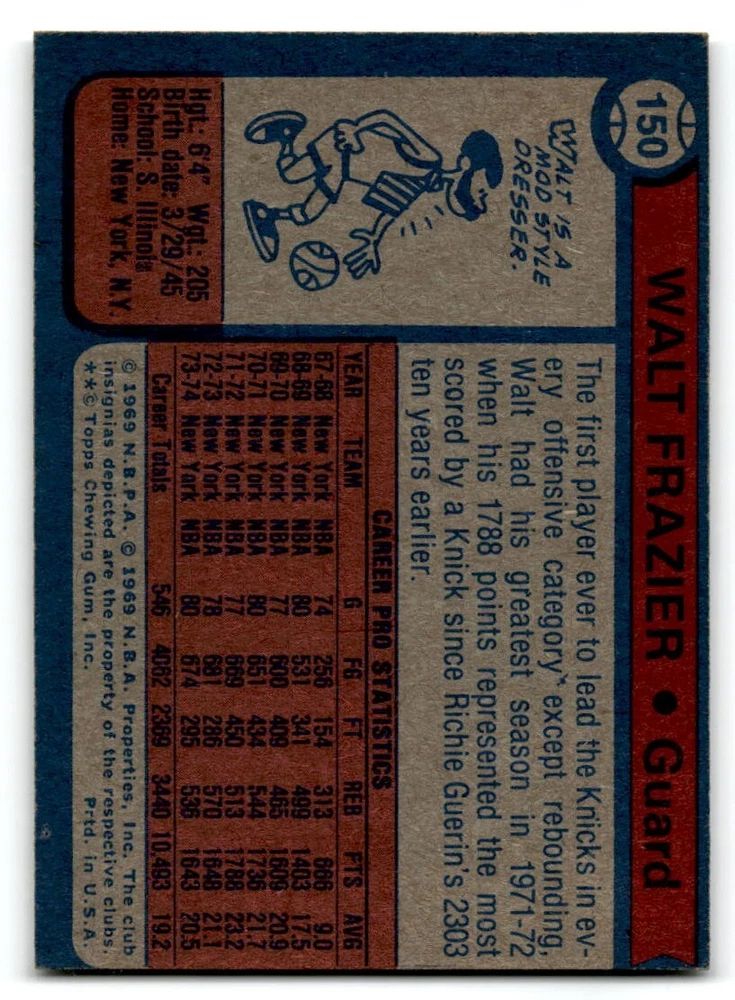 150
WALT FRAZIER • Guard
WALT IS A
MOD STYLE
DRESSER.
Hgt.: 6'4" Wgt.: 205
Birth date: 3/29/45
School: S. Illinois
Home: New York, N.Y.
The first player ever to lead the Knicks in ev-
ery offensive category except rebounding,
Walt had his greatest season in 1971-72
when his 1788 points represented the most
scored by a Knick since Richie Guerin's 2303
ten years earlier.
CAREER PRO STATISTICS
YEAR TEAM G FG FT REB PTS AVG
67-68 New York NBA 74 256 154 313 666 9.0
68-69 New York NBA 80 531 341 499 1403 17.5
69-70 New York NBA 77 600 409 465 1609 20.9
70-71 New York NBA 80 651 434 544 1736 21.7
71-72 New York NBA 77 669 450 513 1788 23.2
72-73 New York NBA 78 681 286 570 1648 21.1
73-74 New York NBA 80 674 295 536 1643 20.5
Career Totals 546 4062 2369 3440 10,493 19.2
© 1969 N.B.P.A. © 1969 N.B.A. Properties, Inc. The club
insignias depicted are the property of the respective clubs.
**© Topps Chewing Gum, Inc. Prtd. in U.S.A.